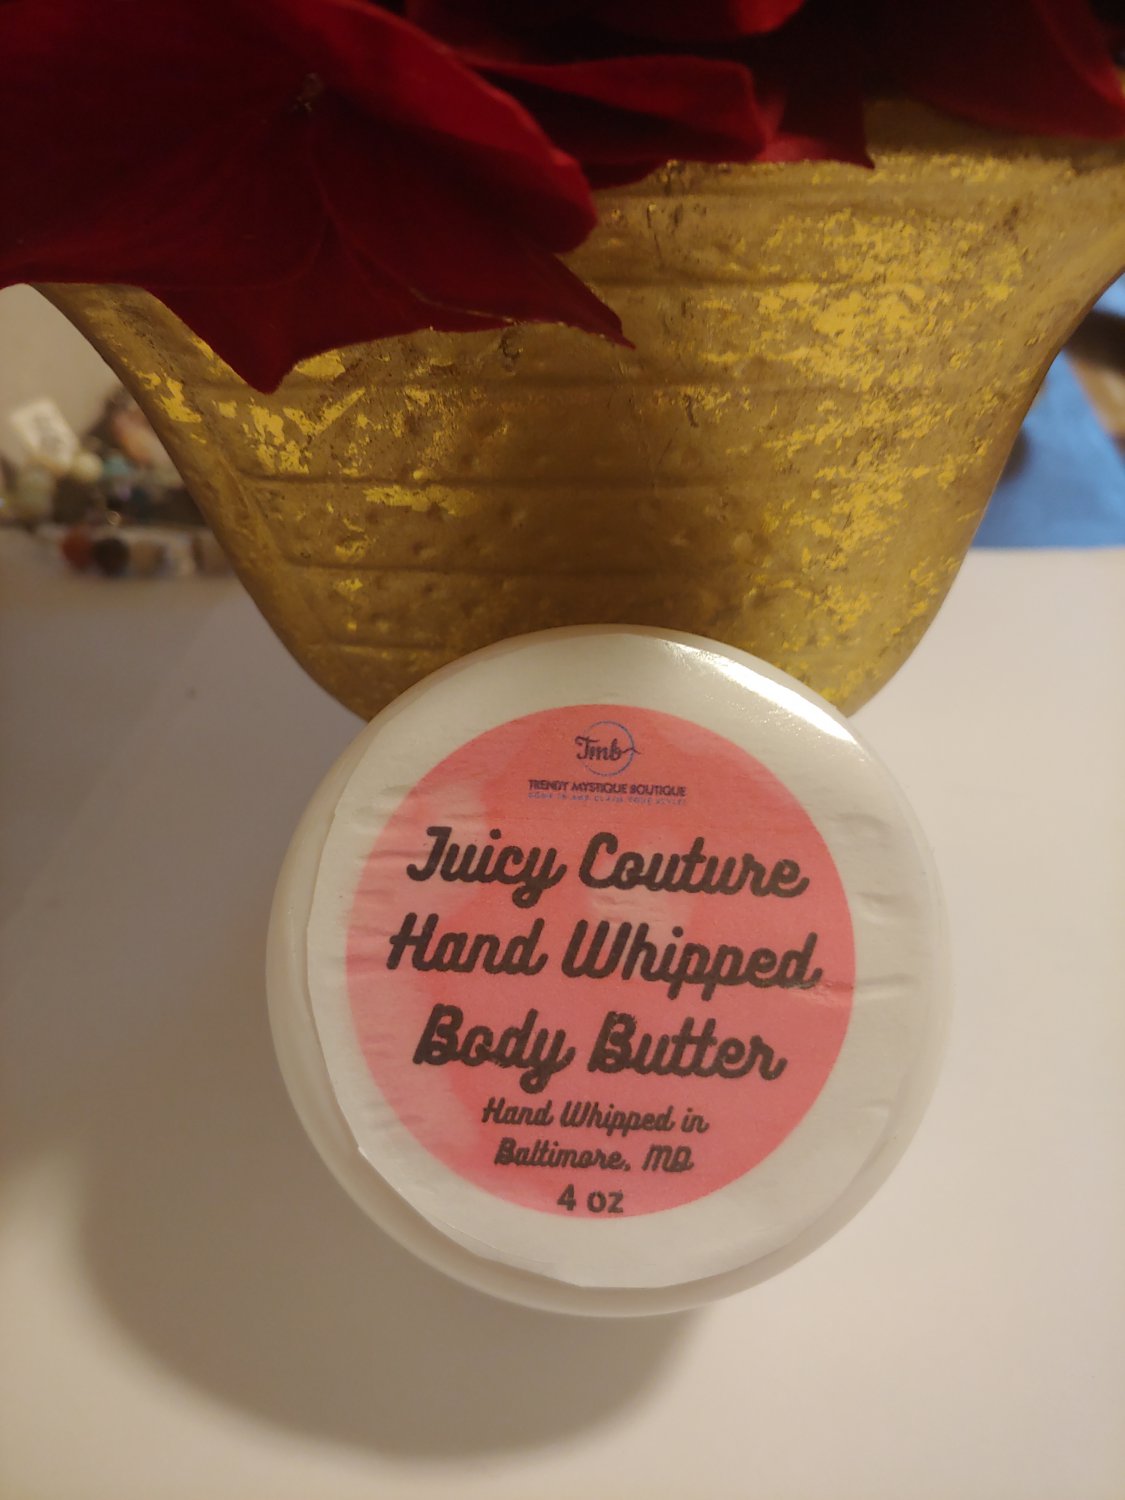 Tmb
TRENDY MYSTIQUE BOUTIQUE
Juicy Couture
Hand Whipped
Body Butter
Hand Whipped in
Baltimore, MD
4 oz